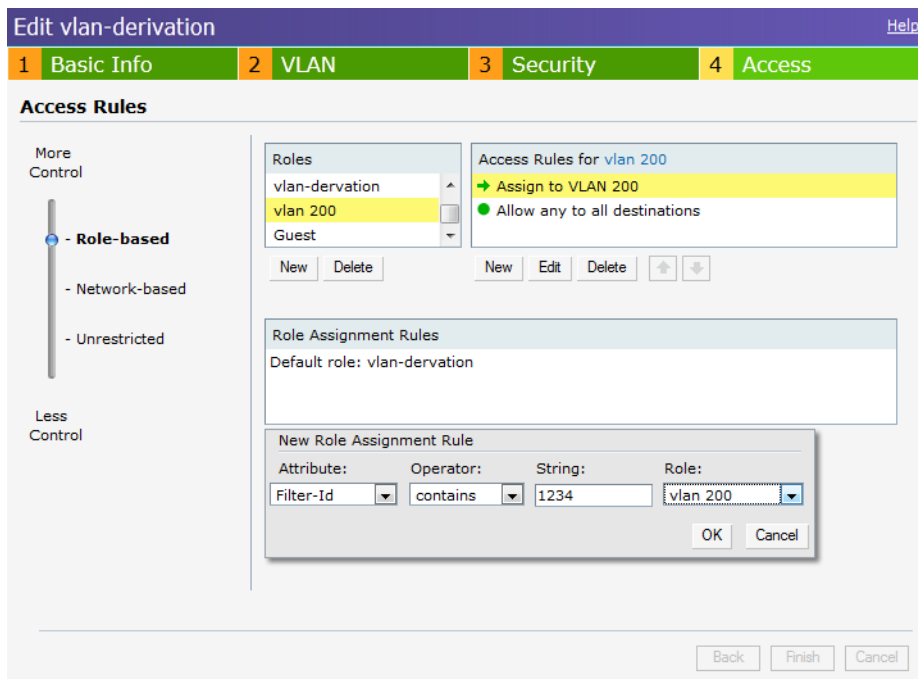 Edit vlan-derivation
Help
1 Basic Info
2 VLAN
3 Security
4 Access
Access Rules
More
Control
- Role-based
- Network-based
- Unrestricted
Less
Control
Roles
vlan-dervation
vlan 200
Guest
New
Delete
Access Rules for vlan 200
Assign to VLAN 200
Allow any to all destinations
New
Edit
Delete
Role Assignment Rules
Default role: vlan-dervation
New Role Assignment Rule
Attribute:
Operator:
String:
Role:
Filter-Id
contains
1234
vlan 200
OK
Cancel
Back
Finish
Cancel